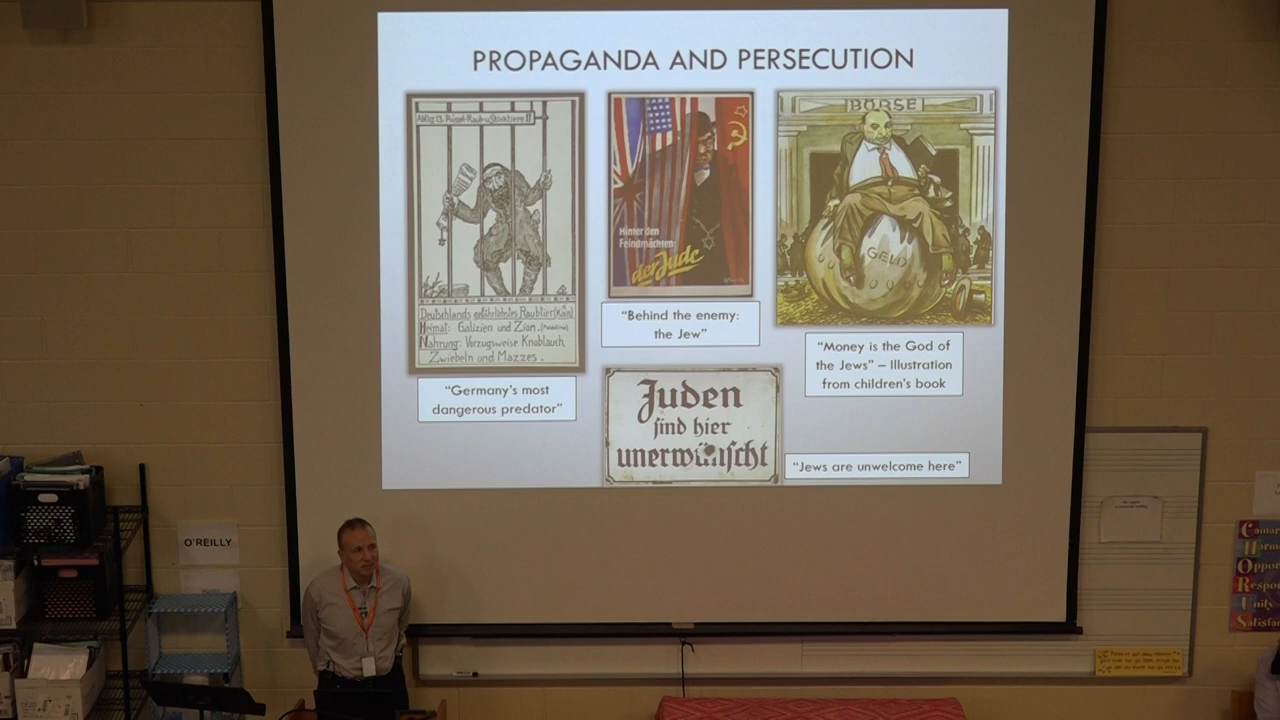 PROPAGANDA AND PERSECUTION
Deutschlands gefährlichstes Raubtier (Kain)
Heimat: Galizien und Zion.
Nahrung: Vorzugsweise Knoblauch,
Zwiebeln und Mazzes.
"Germany's most
dangerous predator"
Hinter den
Feindmächten:
der Jude
"Behind the enemy:
the Jew"
BÖRSE
GELD
"Money is the God of
the Jews" – Illustration
from children's book
Juden
sind hier
unerwünscht
"Jews are unwelcome here"
O'REILLY